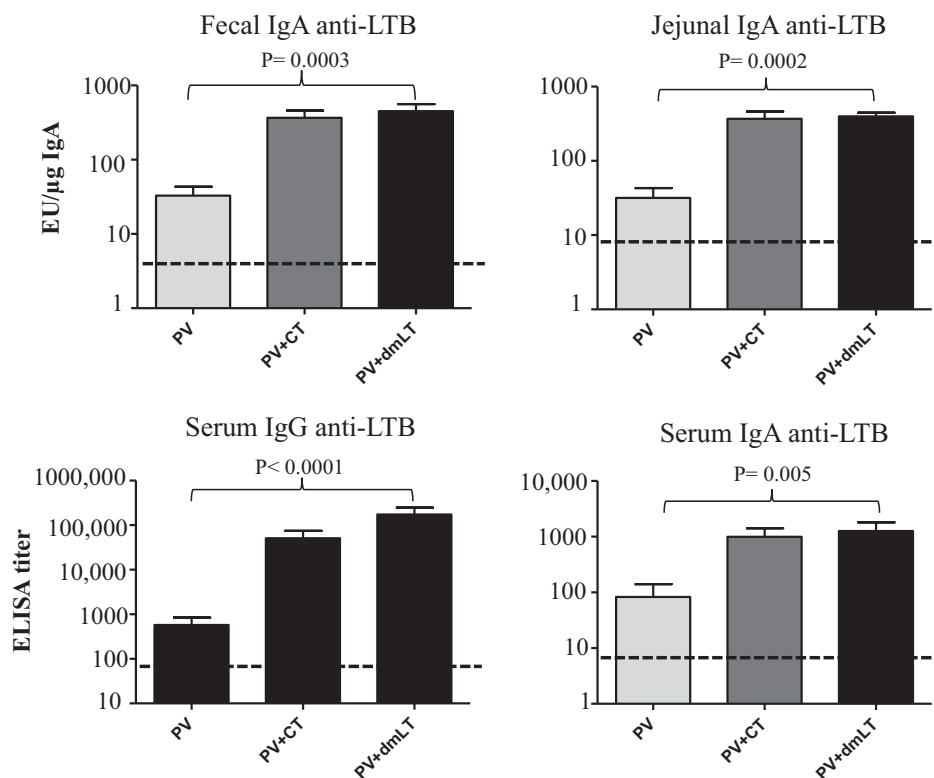 Fecal IgA anti-LTB
P= 0.0003
EU/µg IgA
1000
100
10
1
PV
PV+CT
PV+dmLT
Jejunal IgA anti-LTB
P= 0.0002
1000
100
10
1
PV
PV+CT
PV+dmLT
Serum IgG anti-LTB
P< 0.0001
ELISA titer
1000,000
100,000
10,000
1000
100
10
PV
PV+CT
PV+dmLT
Serum IgA anti-LTB
P= 0.005
10,000
1000
100
10
1
PV
PV+CT
PV+dmLT